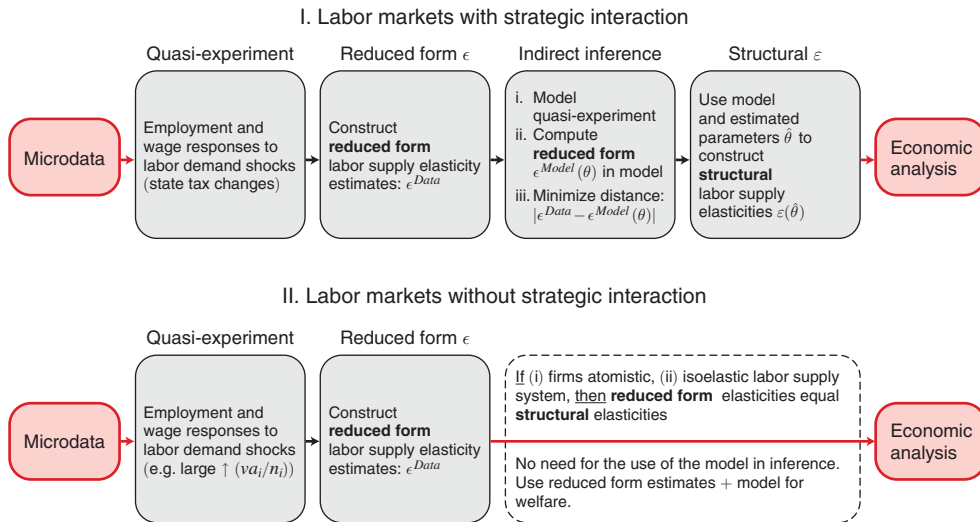 I. Labor markets with strategic interaction
Quasi-experiment
Reduced form ϵ
Indirect inference
Structural ε
Microdata
Employment and
wage responses to
labor demand shocks
(state tax changes)
Construct
reduced form
labor supply elasticity
estimates: ϵ^Data
i. Model
quasi-experiment
ii. Compute
reduced form
ϵ^Model(θ) in model
iii. Minimize distance:
|ϵ^Data − ϵ^Model(θ)|
Use model
and estimated
parameters θ̂ to
construct
structural
labor supply
elasticities ε(θ̂)
Economic
analysis
II. Labor markets without strategic interaction
Quasi-experiment
Reduced form ϵ
Microdata
Employment and
wage responses to
labor demand shocks
(e.g. large ↑ (va_i/n_i))
Construct
reduced form
labor supply elasticity
estimates: ϵ^Data
If (i) firms atomistic, (ii) isoelastic labor supply
system, then reduced form elasticities equal
structural elasticities
No need for the use of the model in inference.
Use reduced form estimates + model for
welfare.
Economic
analysis